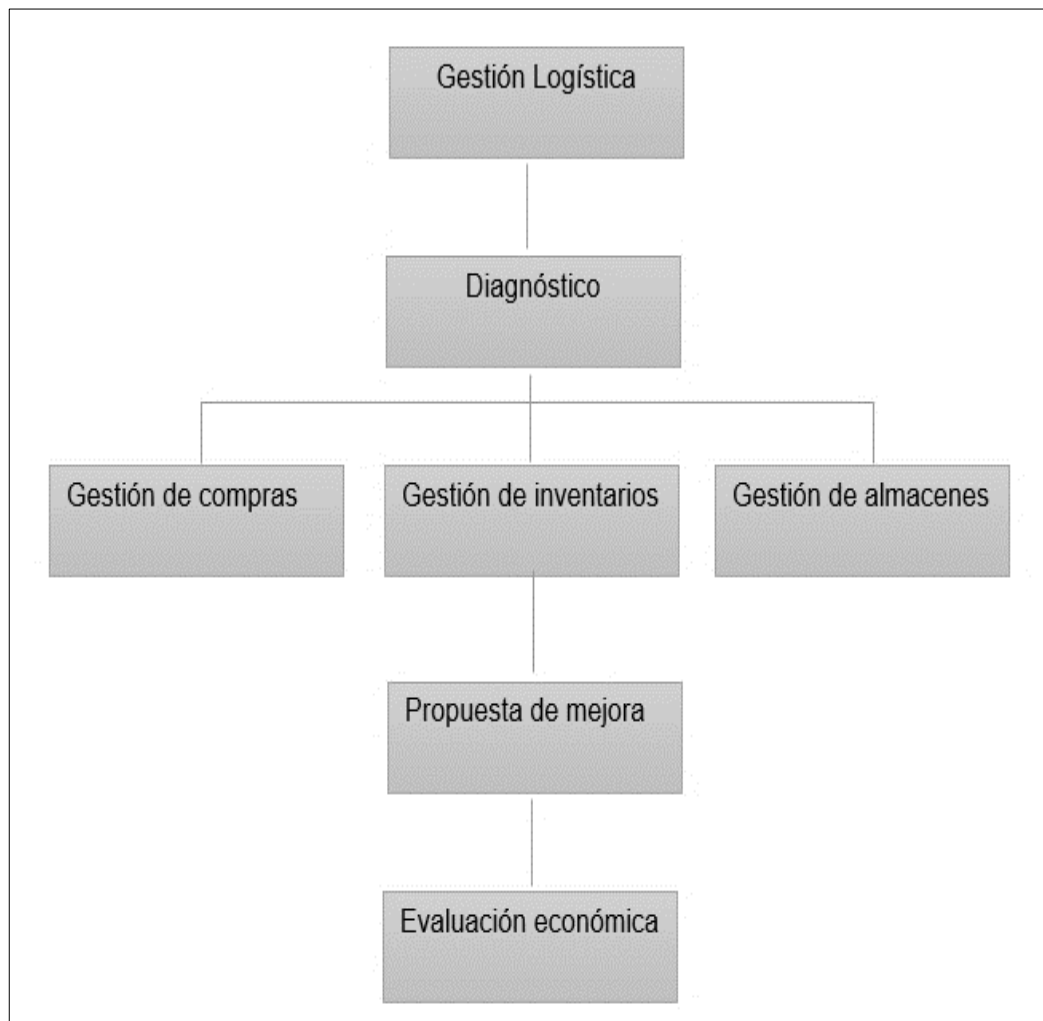 Gestión Logística
Diagnóstico
Gestión de compras
Gestión de inventarios
Gestión de almacenes
Propuesta de mejora
Evaluación económica